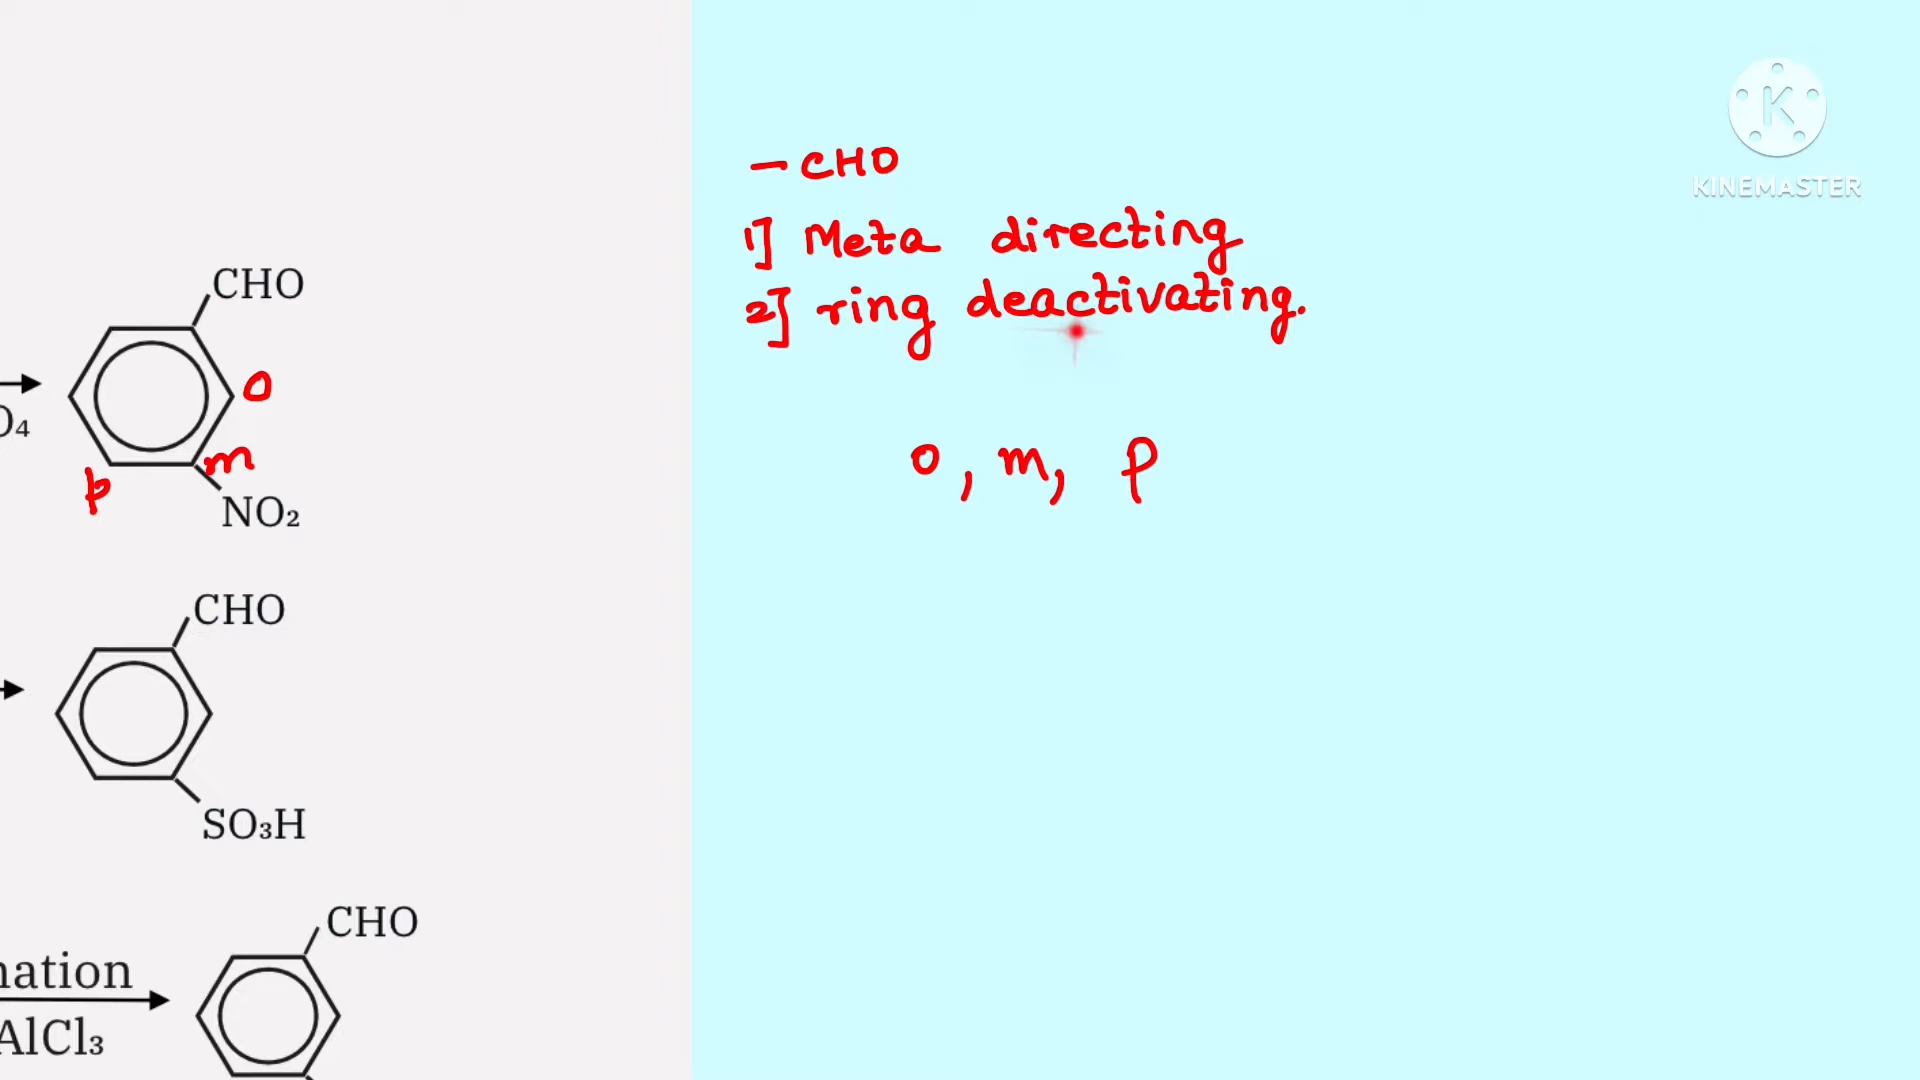 KINEMASTER
— CHO
1] Meta directing
2] ring deactivating.
o, m, p
CHO
O₄
o
m
p
NO₂
CHO
SO₃H
CHO
nation
AlCl₃